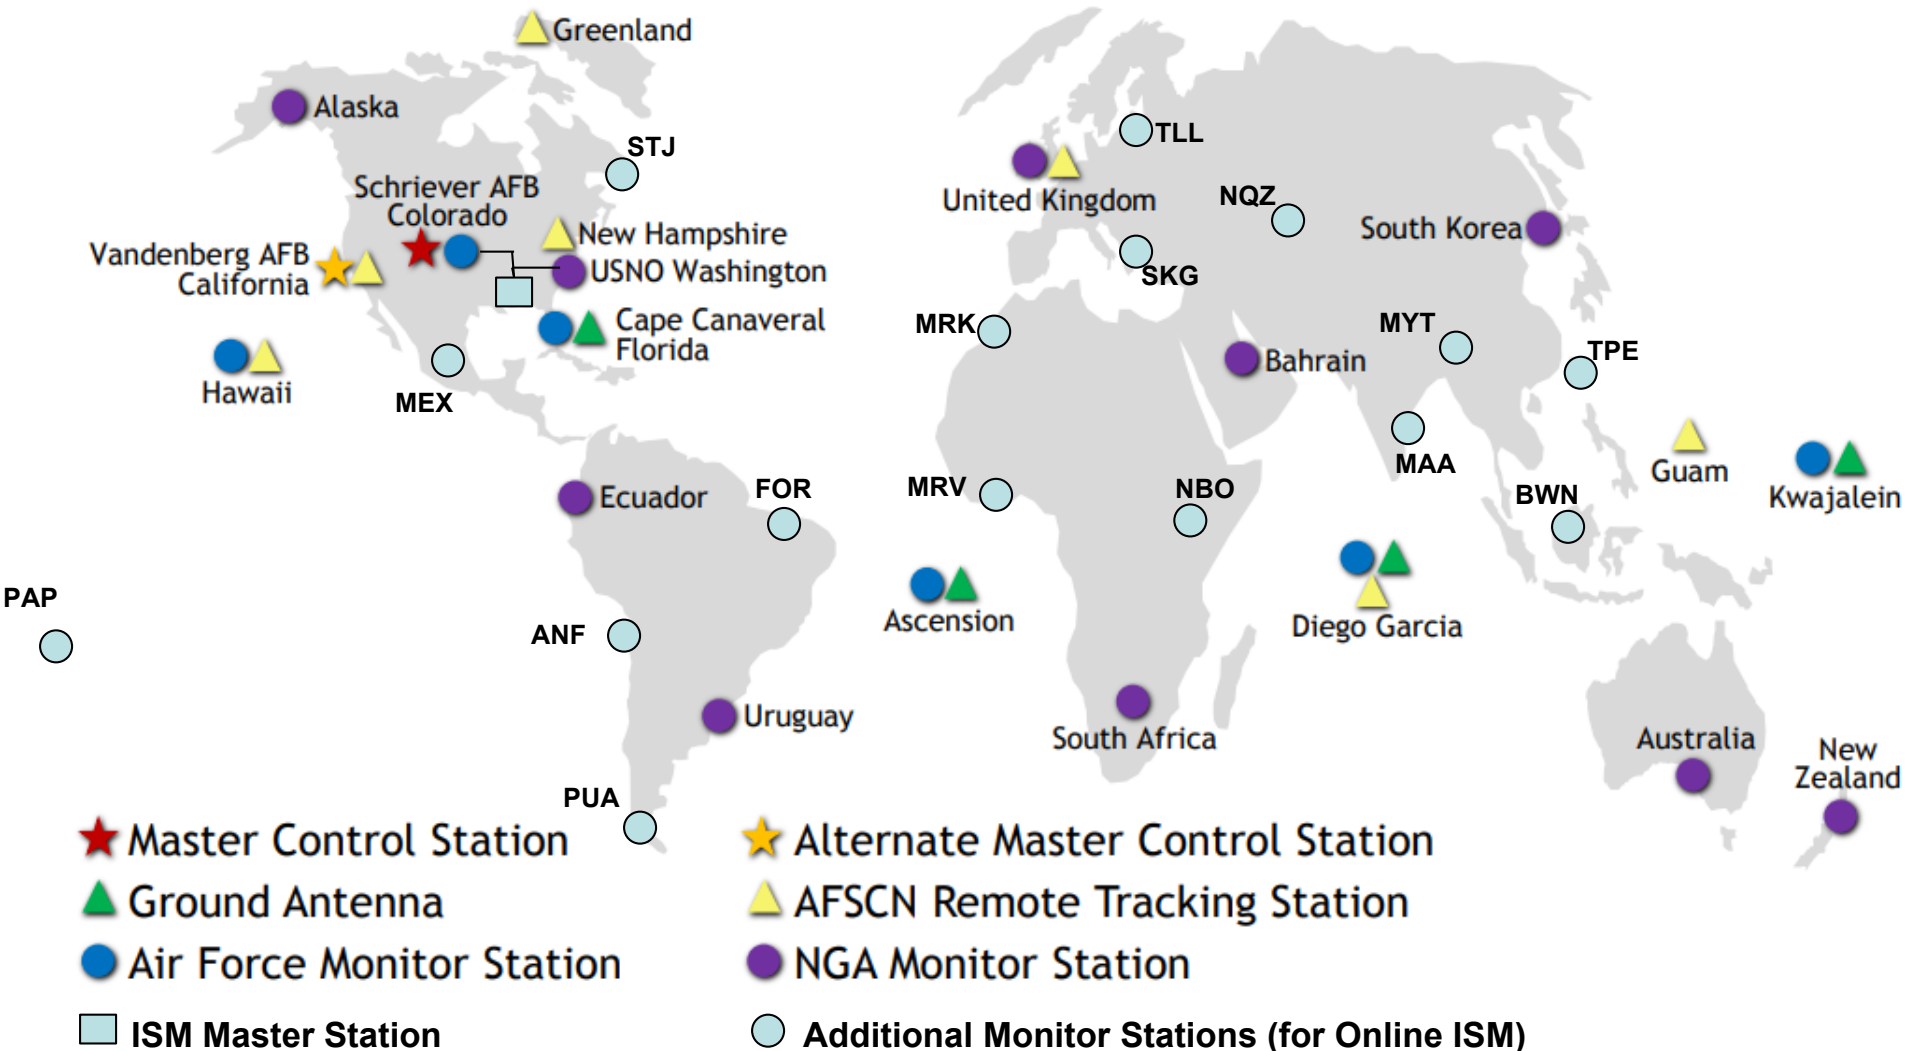 Greenland
Alaska
STJ
TLL
Schriever AFB
Colorado
United Kingdom
NQZ
South Korea
New Hampshire
Vandenberg AFB
California
USNO Washington
SKG
Cape Canaveral
Florida
MRK
MYT
TPE
Bahrain
Hawaii
MEX
MAA
Guam
Ecuador
FOR
MRV
NBO
BWN
Kwajalein
PAP
ANF
Ascension
Diego Garcia
Uruguay
South Africa
Australia
New
Zealand
PUA
Master Control Station
Alternate Master Control Station
Ground Antenna
AFSCN Remote Tracking Station
Air Force Monitor Station
NGA Monitor Station
ISM Master Station
Additional Monitor Stations (for Online ISM)